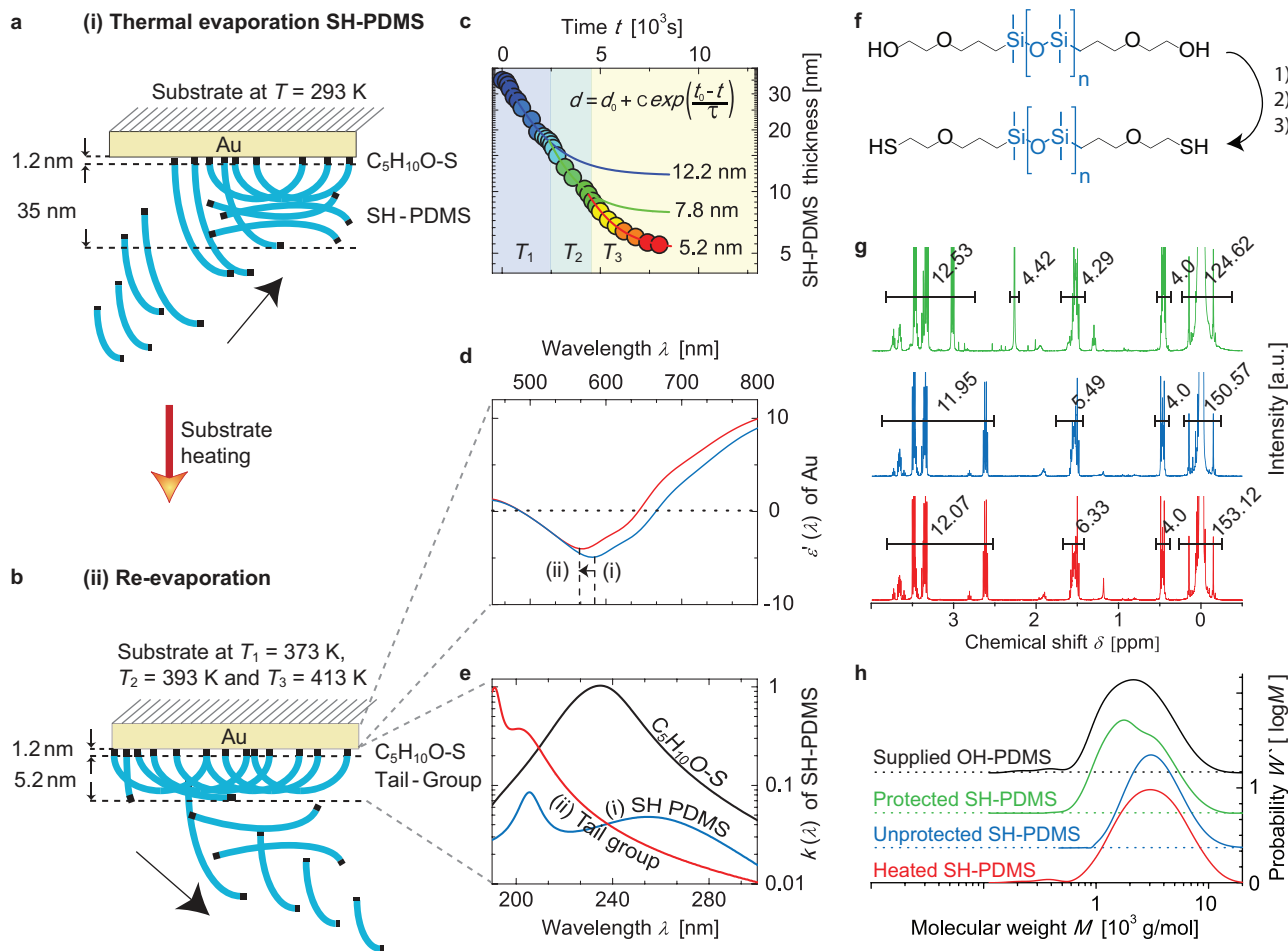 a
(i) Thermal evaporation SH-PDMS
Substrate at T = 293 K
Au
1.2 nm
C5H10O-S
35 nm
SH-PDMS
Substrate heating
b
(ii) Re-evaporation
Substrate at T1 = 373 K,
T2 = 393 K and T3 = 413 K
Au
1.2 nm
5.2 nm
C5H10O-S
Tail-Group
c
Time t [10³s]
0 5 10
d = d0 + c exp((t0 - t)/τ)
12.2 nm
7.8 nm
5.2 nm
T1 T2 T3
30
20
10
5
SH-PDMS thickness [nm]
d
Wavelength λ [nm]
500 600 700 800
10
0
-10
(ii) (i)
ε'(λ) of Au
e
C5H10O-S
(i) SH PDMS
(ii) Tail group
1
0.1
0.01
k(λ) of SH-PDMS
200 240 280
Wavelength λ [nm]
f
HO O Si O Si n O OH
1)
2)
3)
HS O Si O Si n O SH
g
12.53 4.42 4.29 4.0 124.62
11.95 5.49 4.0 150.57
12.07 6.33 4.0 153.12
Intensity [a.u.]
3 2 1 0
Chemical shift δ [ppm]
h
Supplied OH-PDMS
Protected SH-PDMS
Unprotected SH-PDMS
Heated SH-PDMS
1
0
Probability W` [logM]
1 10
Molecular weight M [10³ g/mol]